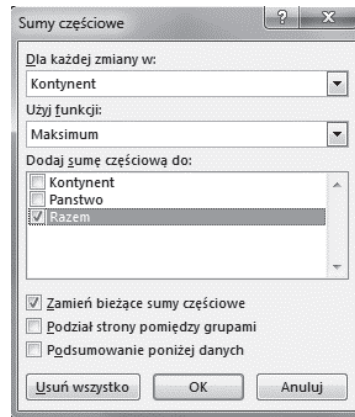 Sumy częściowe
Dla każdej zmiany w:
Kontynent
Użyj funkcji:
Maksimum
Dodaj sumę częściową do:
Kontynent
Panstwo
Razem
Zamień bieżące sumy częściowe
Podział strony pomiędzy grupami
Podsumowanie poniżej danych
Usuń wszystko OK Anuluj